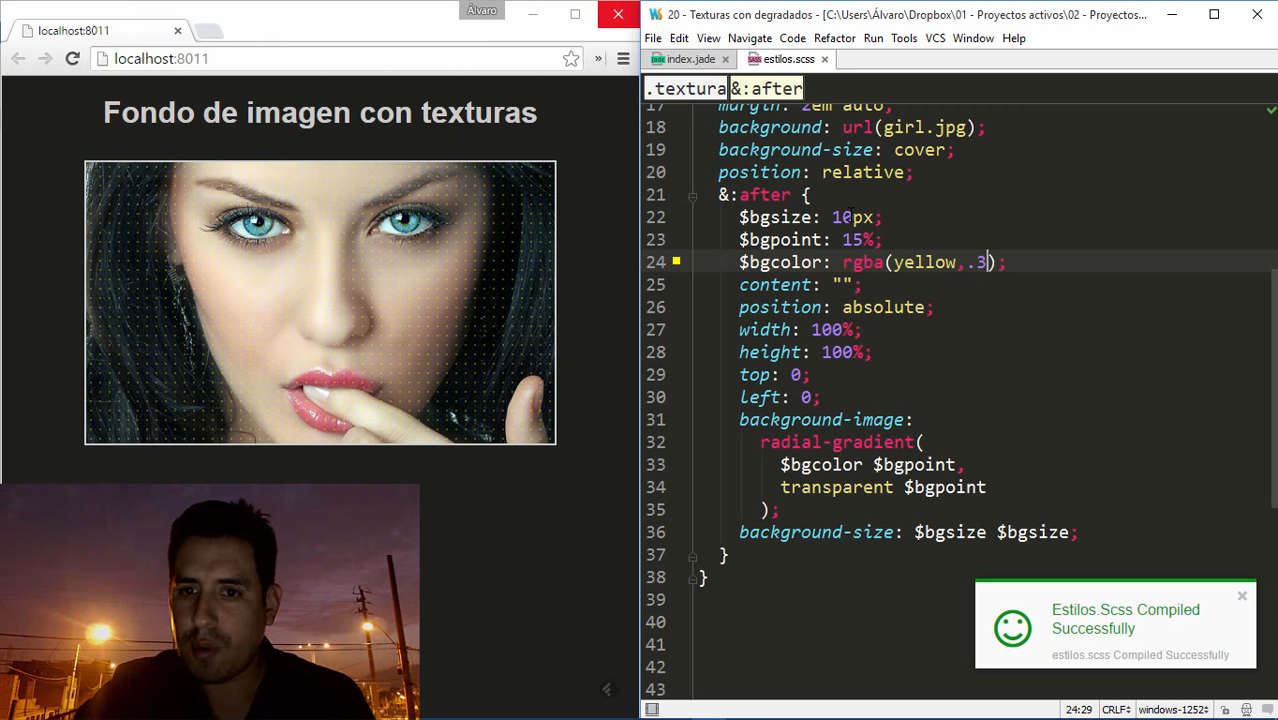 Álvaro
localhost:8011
localhost:8011
»
Fondo de imagen con texturas
20 - Texturas con degradados - [C:\Users\Álvaro\Dropbox\01 - Proyectos activos\02 - Proyectos...
File Edit View Navigate Code Refactor Run Tools VCS Window Help
index.jade
estilos.scss
.textura &:after
17 margin: 2em auto;
18 background: url(girl.jpg);
19 background-size: cover;
20 position: relative;
21 &:after {
22 $bgsize: 10px;
23 $bgpoint: 15%;
24 $bgcolor: rgba(yellow,.3);
25 content: "";
26 position: absolute;
27 width: 100%;
28 height: 100%;
29 top: 0;
30 left: 0;
31 background-image:
32 radial-gradient(
33 $bgcolor $bgpoint,
34 transparent $bgpoint
35 );
36 background-size: $bgsize $bgsize;
37 }
38 }
39
40
41
42
43
Estilos.Scss Compiled
Successfully
estilos.scss Compiled Successfully
24:29 CRLF÷ windows-1252÷